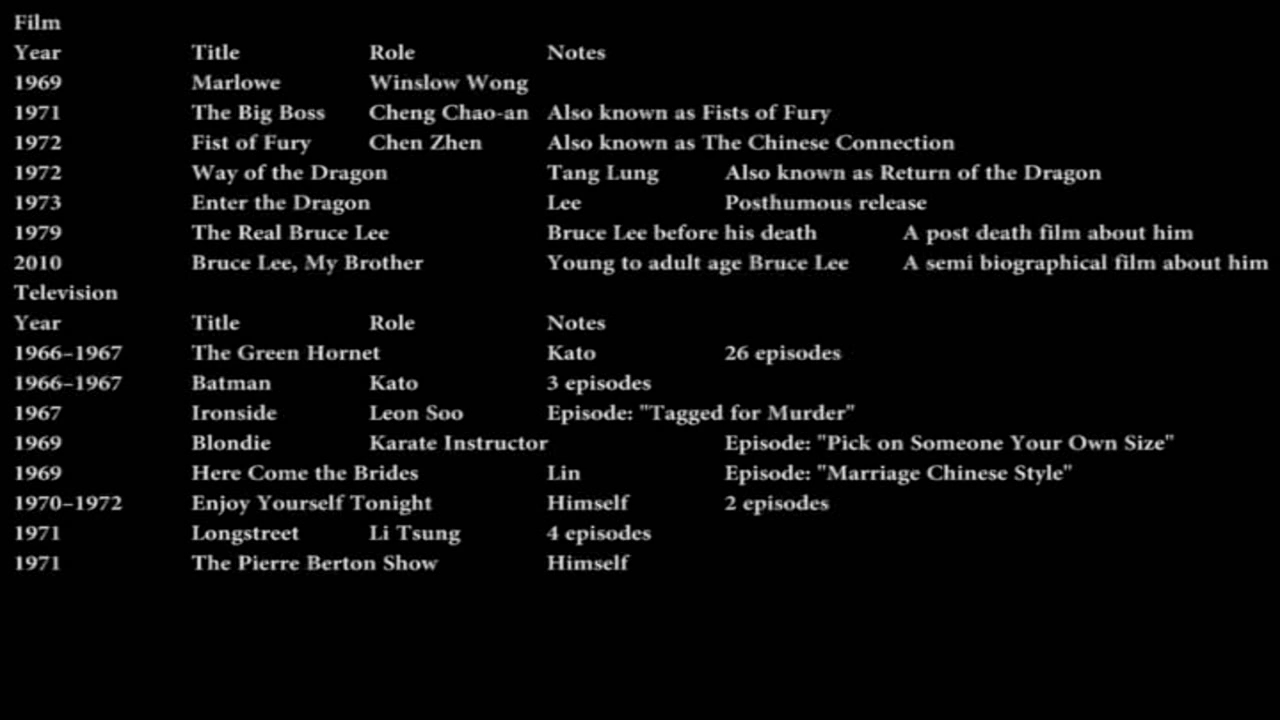 Film
Year Title Role Notes
1969 Marlowe Winslow Wong
1971 The Big Boss Cheng Chao-an Also known as Fists of Fury
1972 Fist of Fury Chen Zhen Also known as The Chinese Connection
1972 Way of the Dragon Tang Lung Also known as Return of the Dragon
1973 Enter the Dragon Lee Posthumous release
1979 The Real Bruce Lee Bruce Lee before his death A post death film about him
2010 Bruce Lee, My Brother Young to adult age Bruce Lee A semi biographical film about him
Television
Year Title Role Notes
1966–1967 The Green Hornet Kato 26 episodes
1966–1967 Batman Kato 3 episodes
1967 Ironside Leon Soo Episode: "Tagged for Murder"
1969 Blondie Karate Instructor Episode: "Pick on Someone Your Own Size"
1969 Here Come the Brides Lin Episode: "Marriage Chinese Style"
1970–1972 Enjoy Yourself Tonight Himself 2 episodes
1971 Longstreet Li Tsung 4 episodes
1971 The Pierre Berton Show Himself